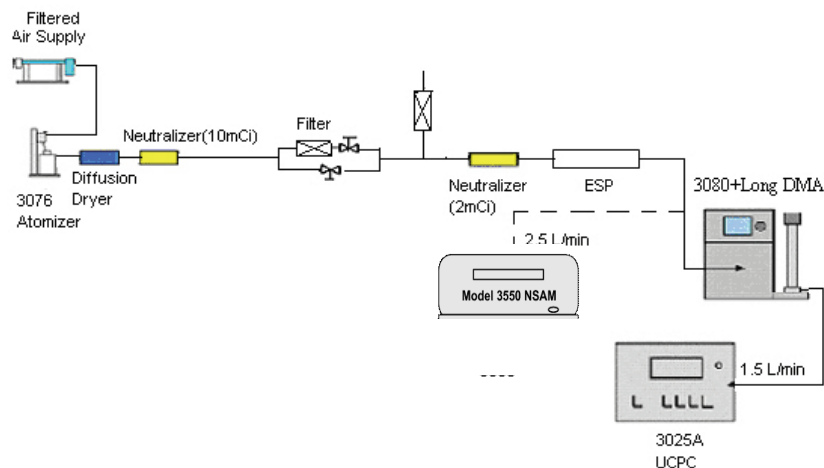 Filtered
Air Supply
Neutralizer(10mCi)
Filter
Diffusion
Dryer
3076
Atomizer
Neutralizer
(2mCi)
ESP
3080+Long DMA
2.5 L/min
Model 3550 NSAM
1.5 L/min
3025A
UCPC